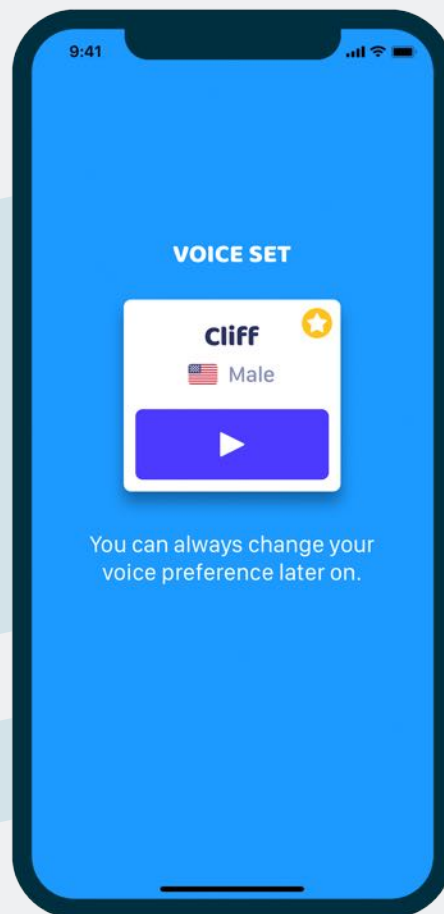 9:41
VOICE SET
Cliff
Male
You can always change your
voice preference later on.